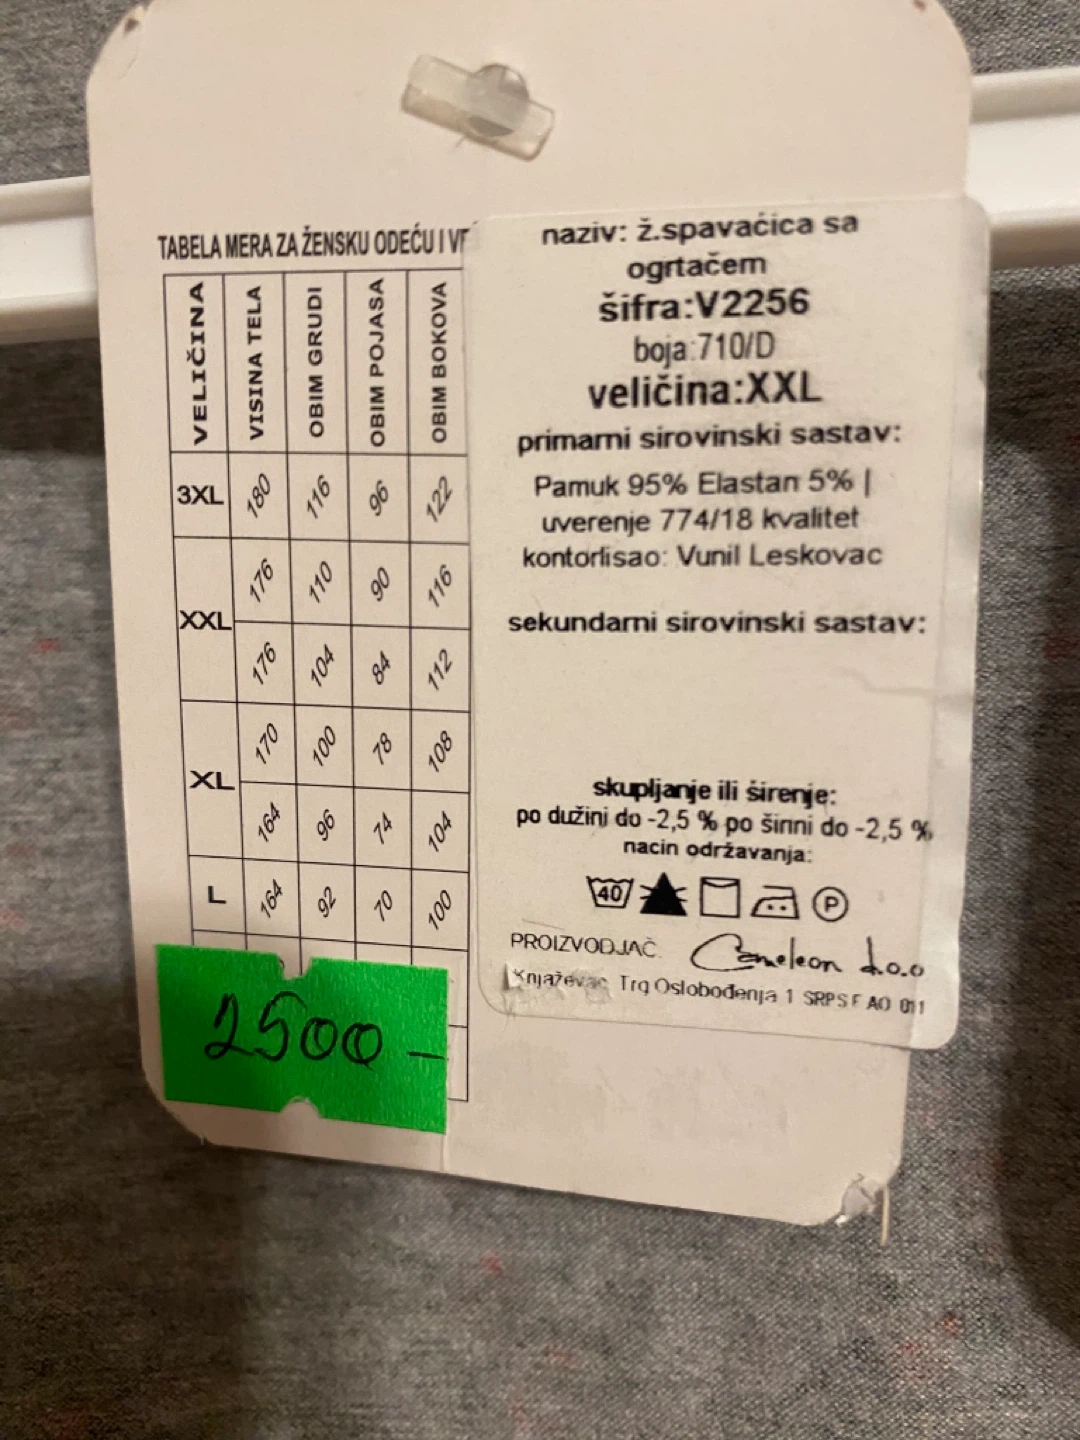 TABELA MERA ZA ŽENSKU ODEĆU I VE
VELIČINA VISINA TELA OBIM GRUDI OBIM POJASA OBIM BOKOVA
3XL 180 116 96 122
XXL 176 110 90 116
176 104 84 112
XL 170 100 78 108
164 96 74 104
L 164 92 70 100
2500 –
naziv: ž.spavaćica sa
ogrtačem
šifra:V2256
boja:710/D
veličina:XXL
primarni sirovinski sastav:
Pamuk 95% Elastan 5% |
uverenje 774/18 kvalitet
kontorlisao: Vunil Leskovac
sekundarni sirovinski sastav:
skupljanje ili širenje:
po dužini do -2,5 % po širini do -2,5 %
nacin održavanja:
40 P
PROIZVODJAČ Cameleon d.o.o
Knjaževac Trg Oslobođenja 1 SRPS F AO 011